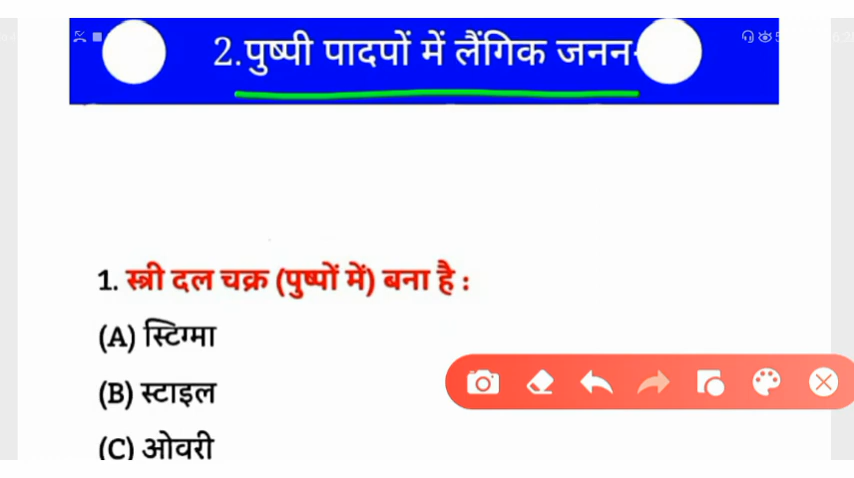 2.पुष्पी पादपों में लैंगिक जनन
1. स्त्री दल चक्र (पुष्पों में) बना है :
(A) स्टिग्मा
(B) स्टाइल
(C) ओवरी